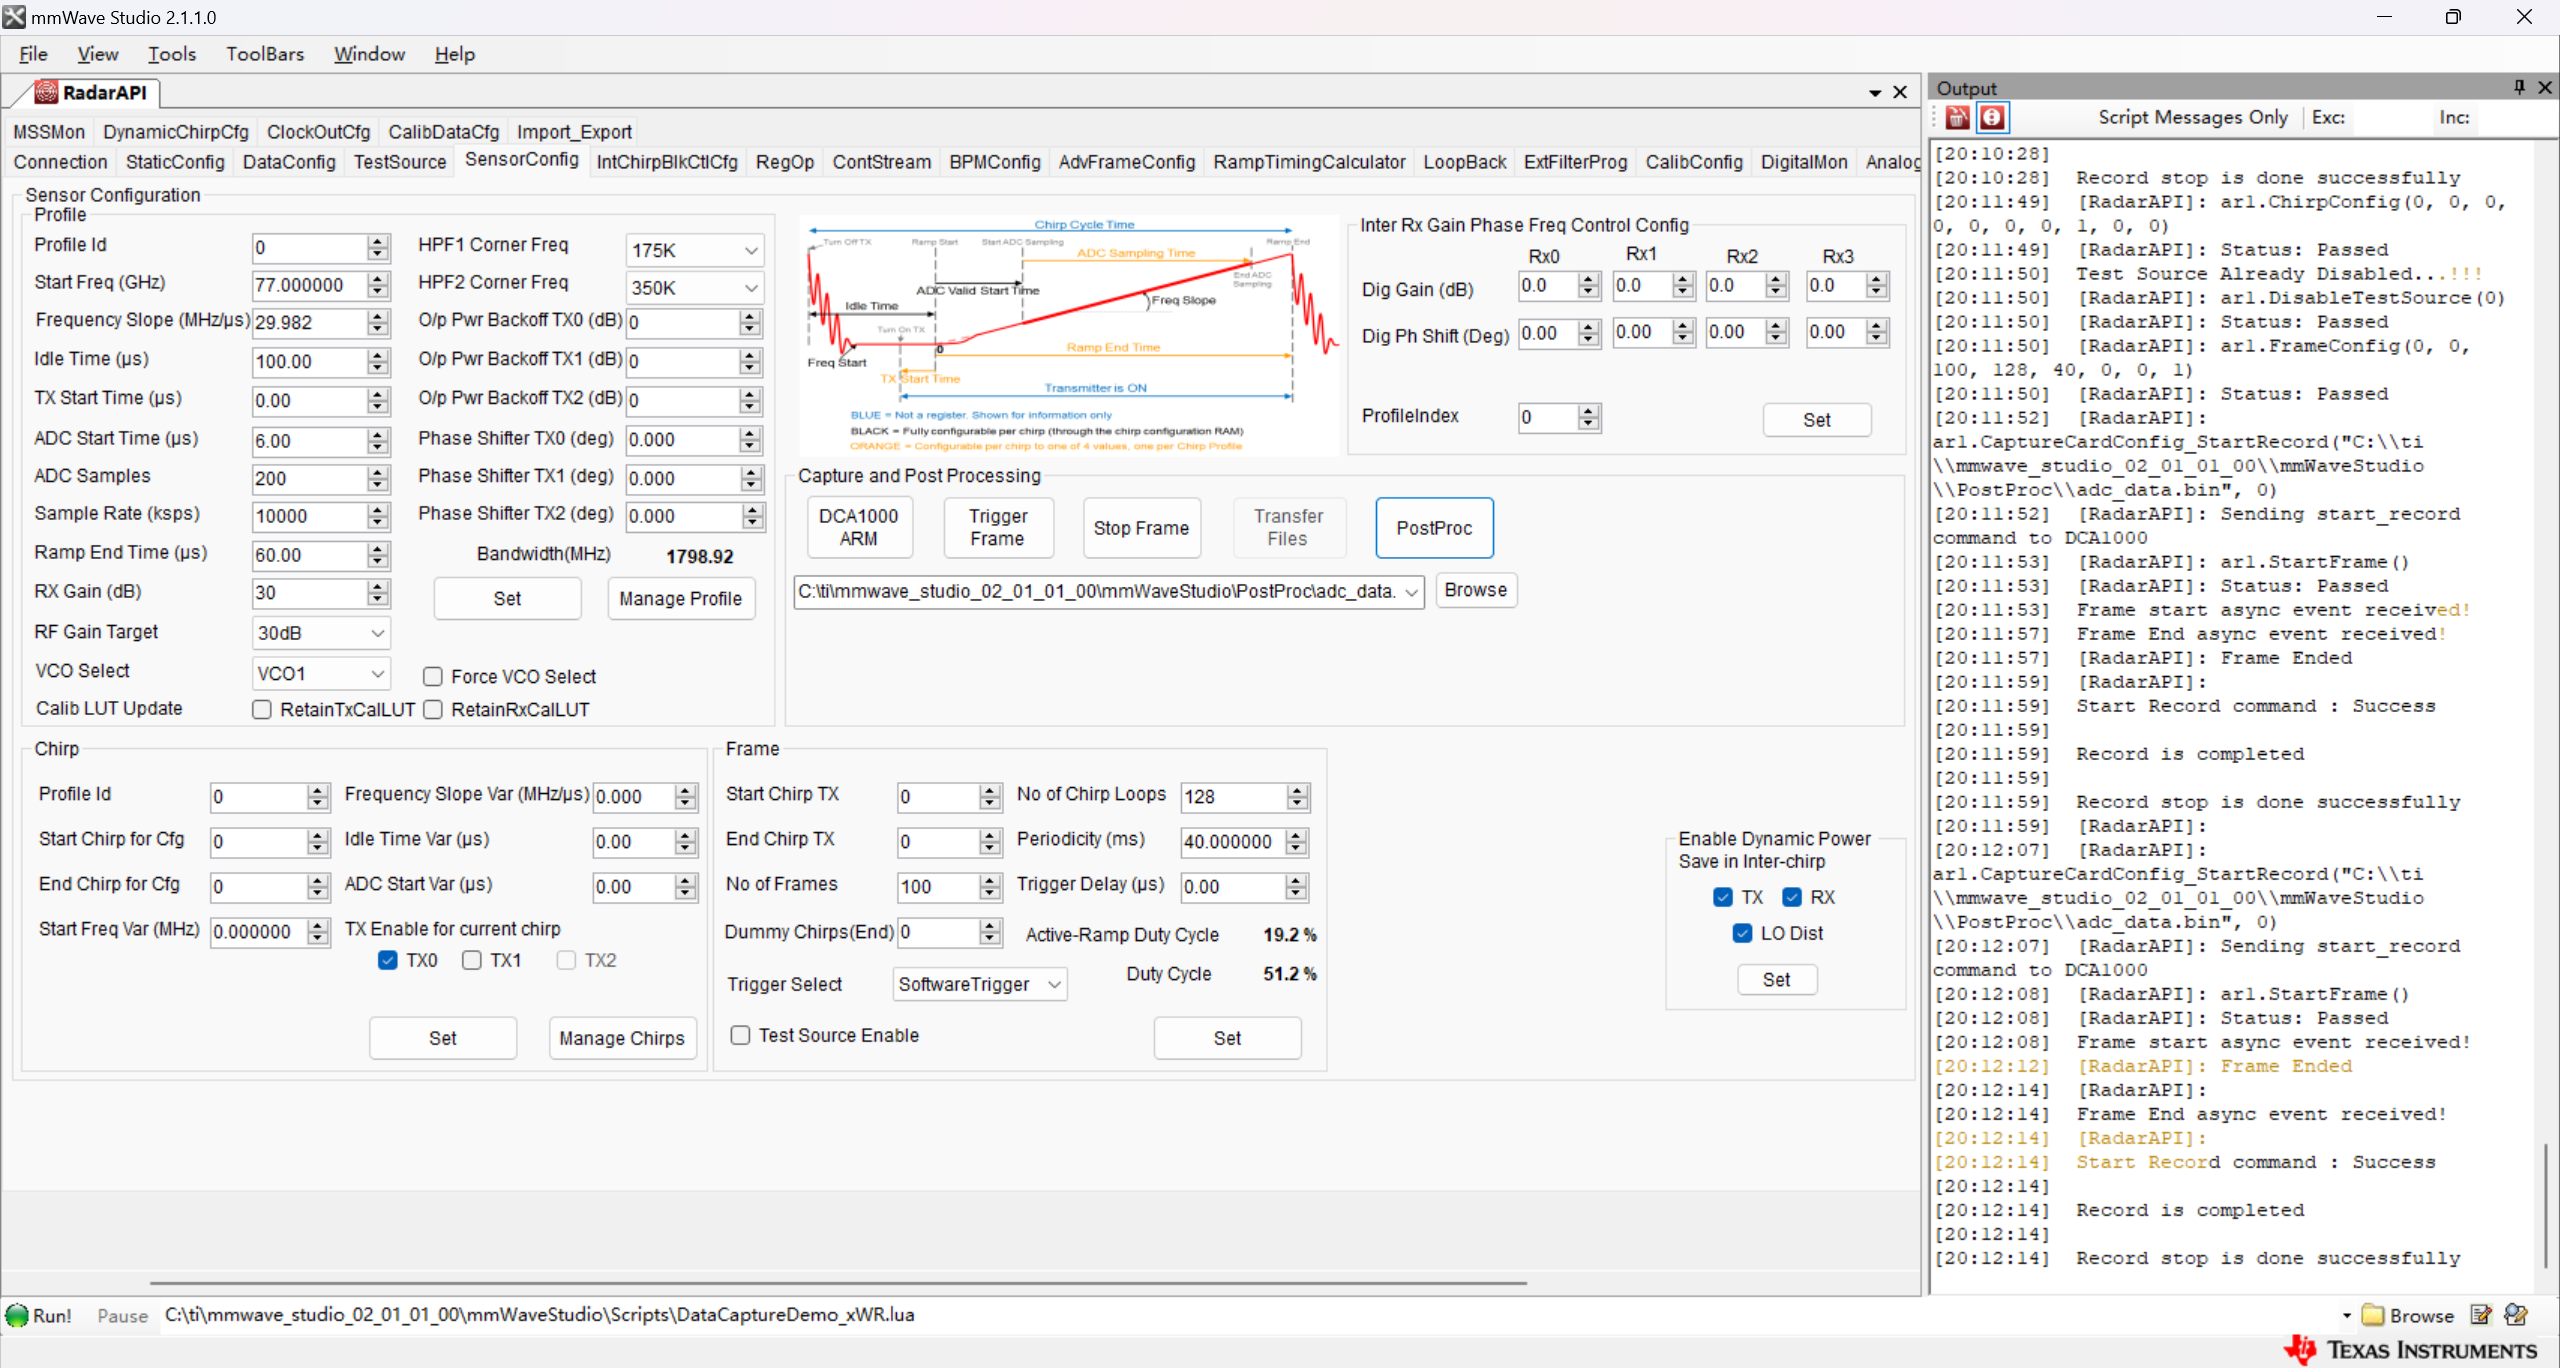 mmWave Studio 2.1.1.0
File View Tools ToolBars Window Help
RadarAPI
MSSMon DynamicChirpCfg ClockOutCfg CalibDataCfg Import_Export
Connection StaticConfig DataConfig TestSource SensorConfig IntChirpBlkCtlCfg RegOp ContStream BPMConfig AdvFrameConfig RampTimingCalculator LoopBack ExtFilterProg CalibConfig DigitalMon Analog
Sensor Configuration
Profile
Profile Id 0 HPF1 Corner Freq 175K
Start Freq (GHz) 77.000000 HPF2 Corner Freq 350K
Frequency Slope (MHz/µs) 29.982 O/p Pwr Backoff TX0 (dB) 0
Idle Time (µs) 100.00 O/p Pwr Backoff TX1 (dB) 0
TX Start Time (µs) 0.00 O/p Pwr Backoff TX2 (dB) 0
ADC Start Time (µs) 6.00 Phase Shifter TX0 (deg) 0.000
ADC Samples 200 Phase Shifter TX1 (deg) 0.000
Sample Rate (ksps) 10000 Phase Shifter TX2 (deg) 0.000
Ramp End Time (µs) 60.00 Bandwidth(MHz) 1798.92
RX Gain (dB) 30 Set Manage Profile
RF Gain Target 30dB
VCO Select VCO1 Force VCO Select
Calib LUT Update RetainTxCalLUT RetainRxCalLUT
Chirp Cycle Time
Turn Off TX Ramp Start Start ADC Sampling Ramp End
ADC Sampling Time
End ADC
Sampling
ADC Valid Start Time
Freq Slope
Idle Time
Turn On TX
0
Ramp End Time
Freq Start
TX Start Time
Transmitter is ON
BLUE = Not a register. Shown for information only
BLACK = Fully configurable per chirp (through the chirp configuration RAM)
ORANGE = Configurable per chirp to one of 4 values, one per Chirp Profile
Inter Rx Gain Phase Freq Control Config
Rx0 Rx1 Rx2 Rx3
Dig Gain (dB) 0.0 0.0 0.0 0.0
Dig Ph Shift (Deg) 0.00 0.00 0.00 0.00
ProfileIndex 0 Set
Capture and Post Processing
DCA1000 ARM
Trigger Frame
Stop Frame
Transfer Files
PostProc
C:\ti\mmwave_studio_02_01_01_00\mmWaveStudio\PostProc\adc_data. Browse
Chirp
Profile Id 0 Frequency Slope Var (MHz/µs) 0.000
Start Chirp for Cfg 0 Idle Time Var (µs) 0.00
End Chirp for Cfg 0 ADC Start Var (µs) 0.00
Start Freq Var (MHz) 0.000000 TX Enable for current chirp
TX0 TX1 TX2
Set Manage Chirps
Frame
Start Chirp TX 0 No of Chirp Loops 128
End Chirp TX 0 Periodicity (ms) 40.000000
No of Frames 100 Trigger Delay (µs) 0.00
Dummy Chirps(End) 0 Active-Ramp Duty Cycle 19.2 %
Duty Cycle 51.2 %
Trigger Select SoftwareTrigger
Test Source Enable Set
Enable Dynamic Power
Save in Inter-chirp
TX RX
LO Dist
Set
Output
Script Messages Only Exc: Inc:
[20:10:28]
[20:10:28] Record stop is done successfully
[20:11:49] [RadarAPI]: ar1.ChirpConfig(0, 0, 0,
0, 0, 0, 0, 1, 0, 0)
[20:11:49] [RadarAPI]: Status: Passed
[20:11:50] Test Source Already Disabled...!!!
[20:11:50] [RadarAPI]: ar1.DisableTestSource(0)
[20:11:50] [RadarAPI]: Status: Passed
[20:11:50] [RadarAPI]: ar1.FrameConfig(0, 0,
100, 128, 40, 0, 0, 1)
[20:11:50] [RadarAPI]: Status: Passed
[20:11:52] [RadarAPI]:
ar1.CaptureCardConfig_StartRecord("C:\\ti
\\mmwave_studio_02_01_01_00\\mmWaveStudio
\\PostProc\\adc_data.bin", 0)
[20:11:52] [RadarAPI]: Sending start_record
command to DCA1000
[20:11:53] [RadarAPI]: ar1.StartFrame()
[20:11:53] [RadarAPI]: Status: Passed
[20:11:53] Frame start async event received!
[20:11:57] Frame End async event received!
[20:11:57] [RadarAPI]: Frame Ended
[20:11:59] [RadarAPI]:
[20:11:59] Start Record command : Success
[20:11:59]
[20:11:59] Record is completed
[20:11:59]
[20:11:59] Record stop is done successfully
[20:11:59] [RadarAPI]:
[20:12:07] [RadarAPI]:
ar1.CaptureCardConfig_StartRecord("C:\\ti
\\mmwave_studio_02_01_01_00\\mmWaveStudio
\\PostProc\\adc_data.bin", 0)
[20:12:07] [RadarAPI]: Sending start_record
command to DCA1000
[20:12:08] [RadarAPI]: ar1.StartFrame()
[20:12:08] [RadarAPI]: Status: Passed
[20:12:08] Frame start async event received!
[20:12:12] [RadarAPI]: Frame Ended
[20:12:14] [RadarAPI]:
[20:12:14] Frame End async event received!
[20:12:14] [RadarAPI]:
[20:12:14] Start Record command : Success
[20:12:14]
[20:12:14] Record is completed
[20:12:14]
[20:12:14] Record stop is done successfully
Run! Pause C:\ti\mmwave_studio_02_01_01_00\mmWaveStudio\Scripts\DataCaptureDemo_xWR.lua Browse
TEXAS INSTRUMENTS